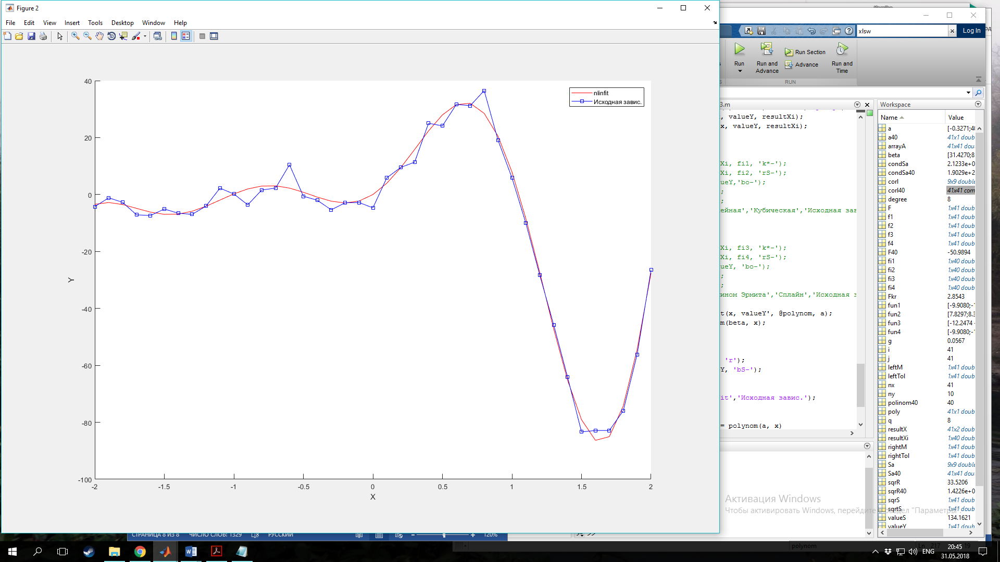 Figure 2
File Edit View Insert Tools Desktop Window Help
40
20
0
-20
-40
-60
-80
-100
-2 -1.5 -1 -0.5 0 0.5 1 1.5 2
X
Y
nlinfit
Исходная завис.
xlsw
Log In
Run
Run and Advance
Run Section
Advance
Run and Time
RUN
3.m
, valueY, resultXi);
x, valueY, resultXi);
Xi, fi1, 'k*-');
Xi, fi2, 'rS-');
ueY,'bo-');
;
;
ейная','Кубическая','Исходная зав
Xi, fi3, 'k*-');
Xi, fi4, 'rS-');
ueY, 'bo-');
;
;
ином Эрмита','Сплайн','Исходная з
t(x, valueY', @polynom, a);
m(beta, x);
'r');
Y, 'bS-');
it','Исходная завис.');
= polynom(a, x)
Workspace
Name Value
a [-0.3271;40
a40 41x1 doub
arrayA 41x41 dou
beta [31.4270;8
condSa 2.1233e+0
condSa40 1.9029e+2
corl 9x9 double
corl40 41x41 com
degree 8
F 1x41 doub
f1 1x41 doub
f2 1x41 doub
f3 1x41 doub
f4 1x41 doub
F40 -50.9894
fi1 1x40 doub
fi2 1x40 doub
fi3 1x40 doub
fi4 1x40 doub
Fkr 2.8543
fun1 [-9.9080;-1
fun2 [7.8297;8.3
fun3 [-12.2474
fun4 [-9.9080;-1
g 0.0567
i 41
j 41
leftM 1x41 doub
leftTol 1x41 doub
nx 41
ny 10
polinom40 40
poly 41x1 doub
q 8
resultX 41x2 doub
resultXi 1x40 doub
rightM 1x41 doub
rightTol 1x41 doub
Sa 9x9 double
Sa40 41x41 dou
sqrR 33.5206
sqrR40 1.4226e+0
sqrS 1x41 doub
sqrtS 1x41 doub
valueS 134.1621
valueY 1x41 doub
Активация Windows
Чтобы активировать Windows, перейдите в раздел "Параметры".
СТРАНИЦА 8 ИЗ 8 ЧИСЛО СЛОВ: 1329 РУССКИЙ 120%
polynom Ln 217
ENG
20:45
31.05.2018